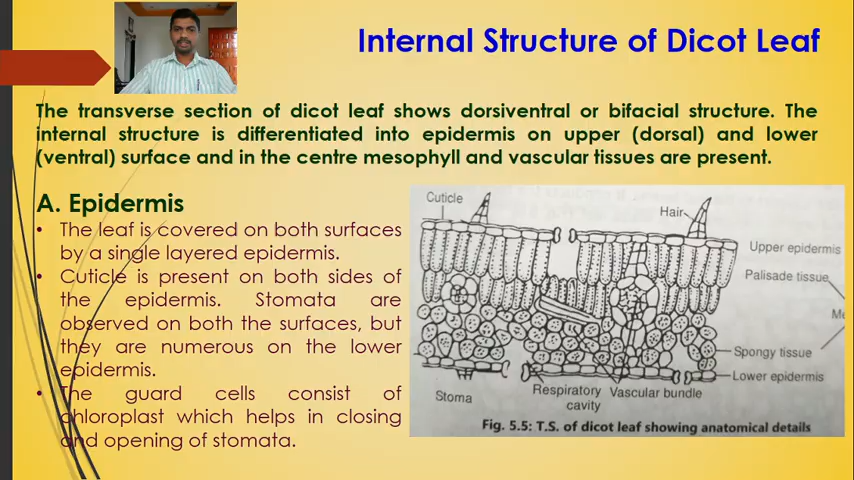 Internal Structure of Dicot Leaf
The transverse section of dicot leaf shows dorsiventral or bifacial structure. The
internal structure is differentiated into epidermis on upper (dorsal) and lower
(ventral) surface and in the centre mesophyll and vascular tissues are present.
A. Epidermis
• The leaf is covered on both surfaces
by a single layered epidermis.
• Cuticle is present on both sides of
the epidermis. Stomata are
observed on both the surfaces, but
they are numerous on the lower
epidermis.
• The guard cells consist of
chloroplast which helps in closing
and opening of stomata.
Cuticle
Hair
Upper epidermis
Palisade tissue
Spongy tissue
Lower epidermis
Stoma
Respiratory
cavity
Vascular bundle
Fig. 5.5: T.S. of dicot leaf showing anatomical details